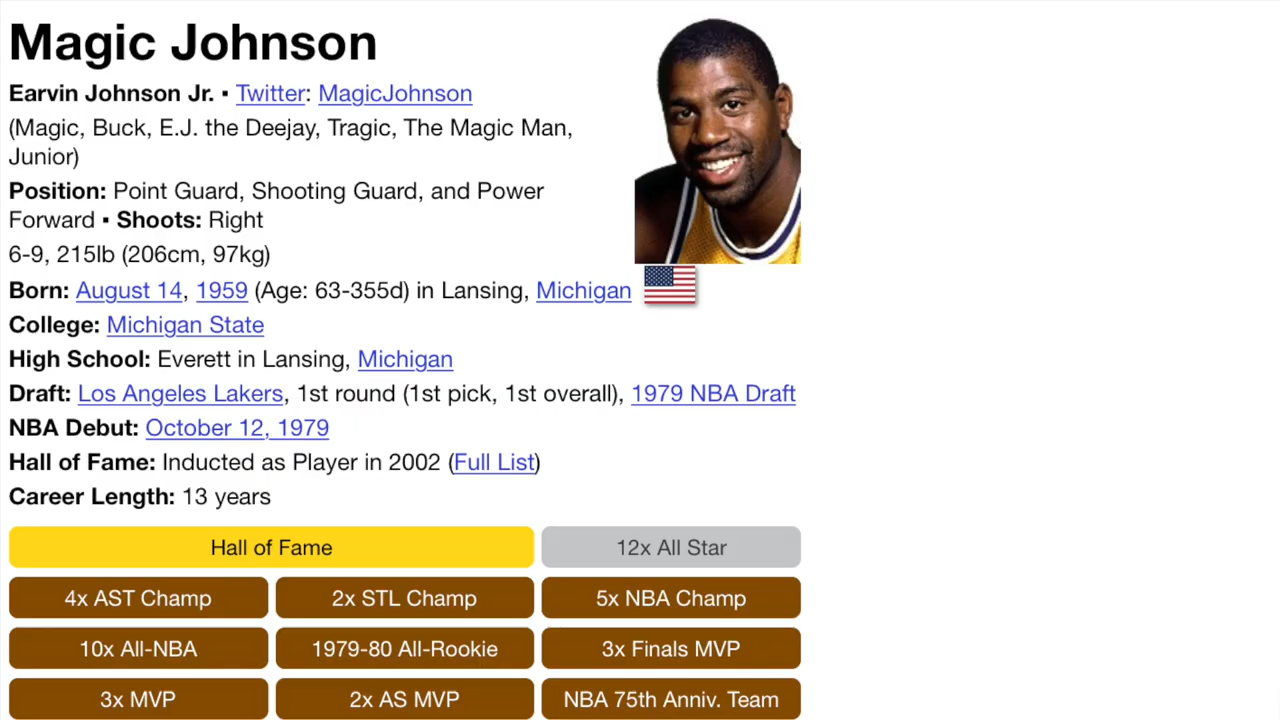 Magic Johnson
Earvin Johnson Jr. ▪ Twitter: MagicJohnson
(Magic, Buck, E.J. the Deejay, Tragic, The Magic Man,
Junior)
Position: Point Guard, Shooting Guard, and Power
Forward ▪ Shoots: Right
6-9, 215lb (206cm, 97kg)
Born: August 14, 1959 (Age: 63-355d) in Lansing, Michigan
College: Michigan State
High School: Everett in Lansing, Michigan
Draft: Los Angeles Lakers, 1st round (1st pick, 1st overall), 1979 NBA Draft
NBA Debut: October 12, 1979
Hall of Fame: Inducted as Player in 2002 (Full List)
Career Length: 13 years
Hall of Fame 12x All Star
4x AST Champ 2x STL Champ 5x NBA Champ
10x All-NBA 1979-80 All-Rookie 3x Finals MVP
3x MVP 2x AS MVP NBA 75th Anniv. Team